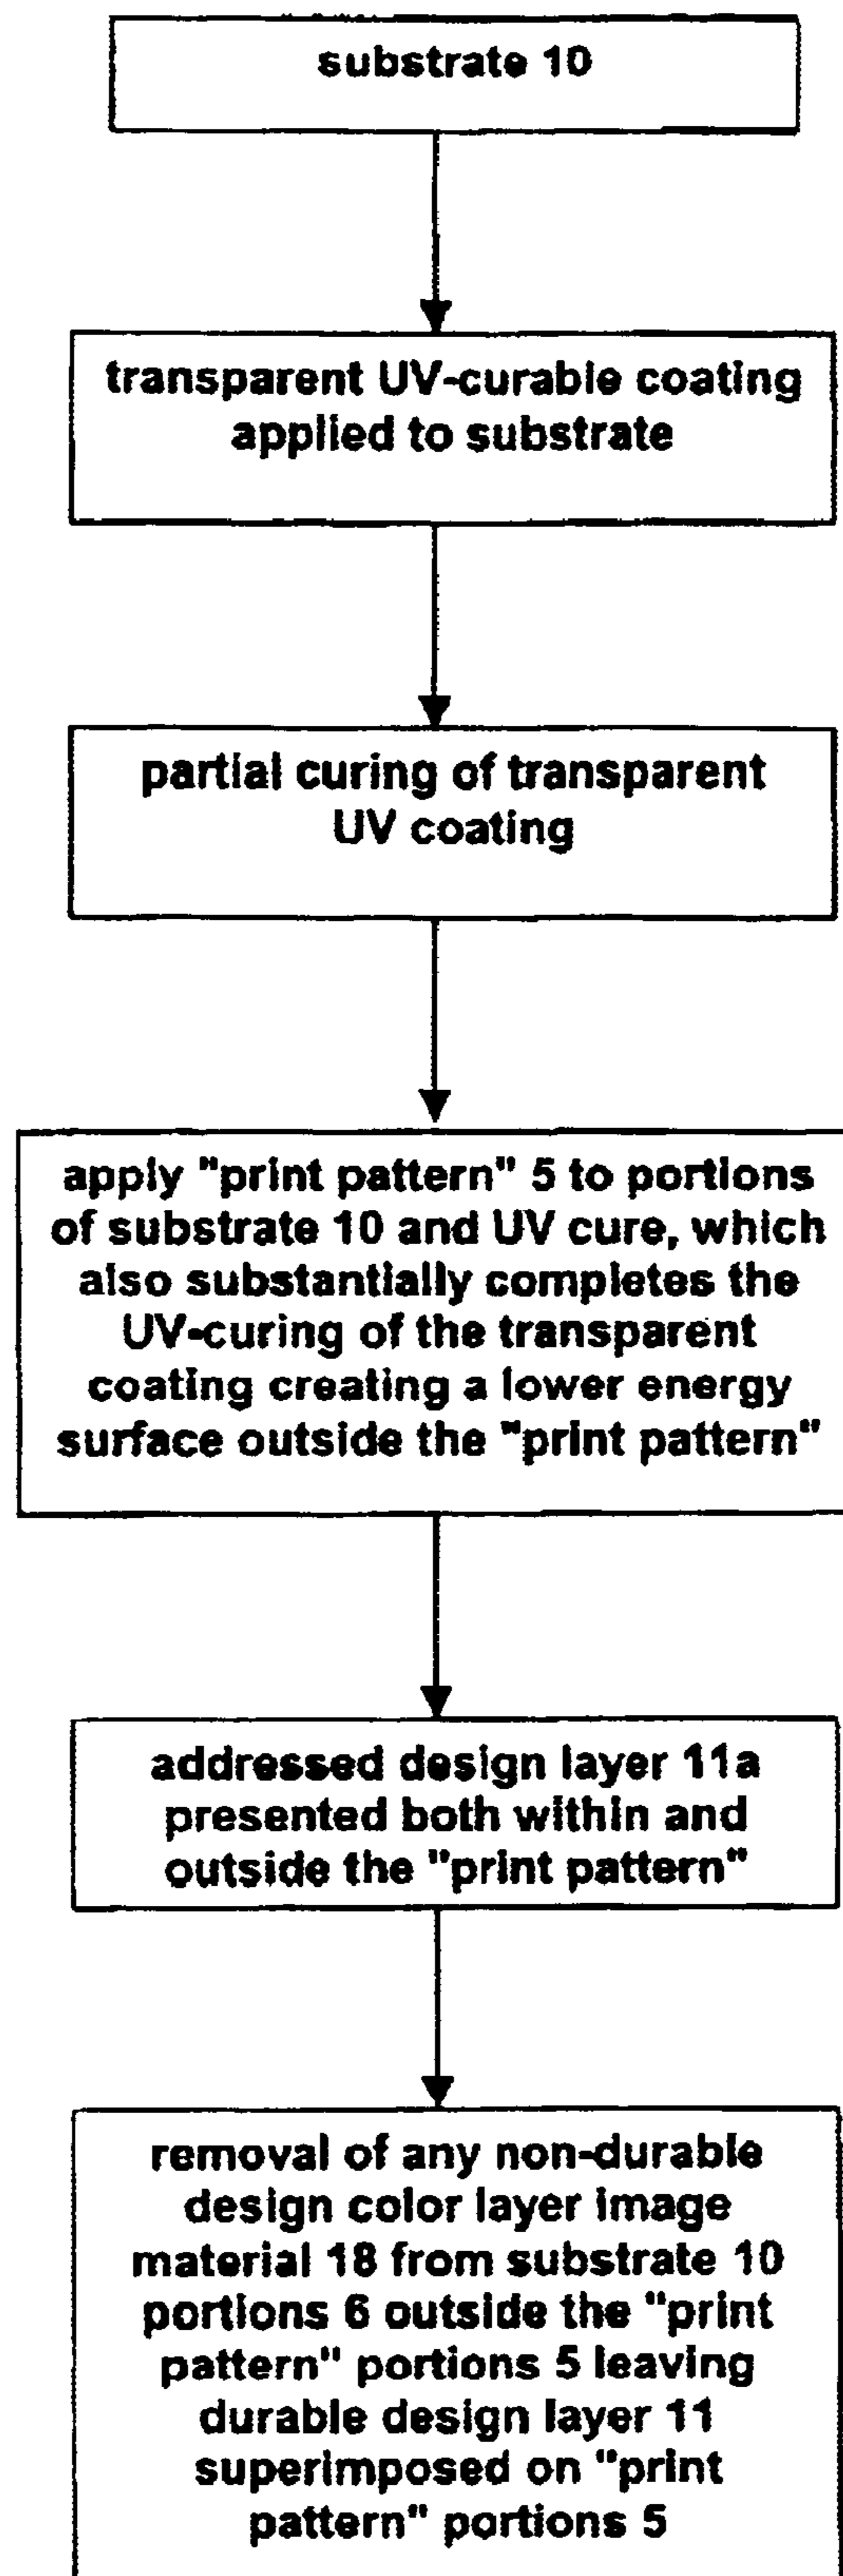 substrate 10
transparent UV-curable coating
applied to substrate
partial curing of transparent
UV coating
apply "print pattern" 5 to portions
of substrate 10 and UV cure, which
also substantially completes the
UV-curing of the transparent
coating creating a lower energy
surface outside the "print pattern"
addressed design layer 11a
presented both within and
outside the "print pattern"
removal of any non-durable
design color layer image
material 18 from substrate 10
portions 6 outside the "print
pattern" portions 5 leaving
durable design layer 11
superimposed on "print
pattern" portions 5